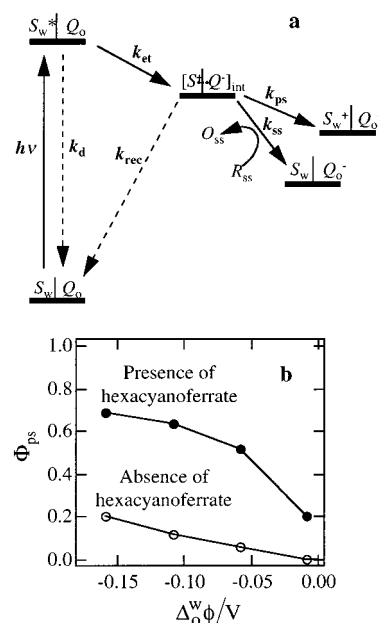 a
S_w* Q_o
k_et
[S^‡...Q^-]_int
k_ps
k_ss
S_w^+ Q_o
hν
k_d
k_rec
O_ss
R_ss
S_w Q_o^-
S_w Q_o
b
1.0
0.8
0.6
0.4
0.2
0.0
Φ_ps
Presence of
hexacyanoferrate
Absence of
hexacyanoferrate
-0.15
-0.10
-0.05
0.00
Δ_o^w ϕ/V